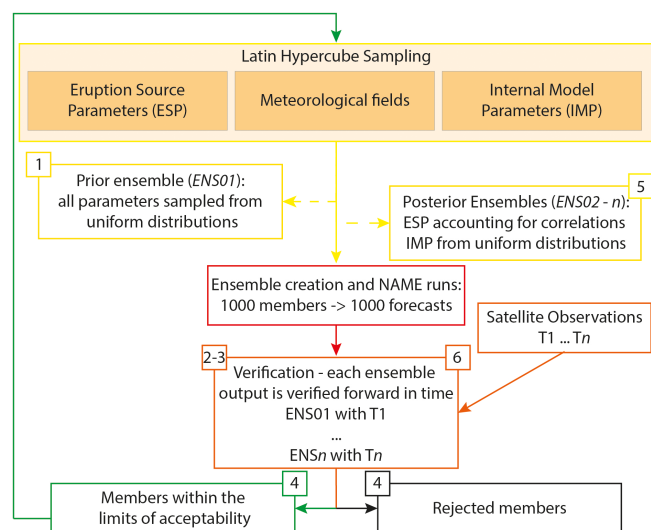 Latin Hypercube Sampling
Eruption Source
Parameters (ESP)
Meteorological fields
Internal Model
Parameters (IMP)
1
Prior ensemble (ENS01):
all parameters sampled from
uniform distributions
5
Posterior Ensembles (ENS02 - n):
ESP accounting for correlations
IMP from uniform distributions
Ensemble creation and NAME runs:
1000 members -> 1000 forecasts
Satellite Observations
T1 ... Tn
2-3
6
Verification - each ensemble
output is verified forward in time
ENS01 with T1
...
ENSn with Tn
4
Members within the
limits of acceptability
4
Rejected members